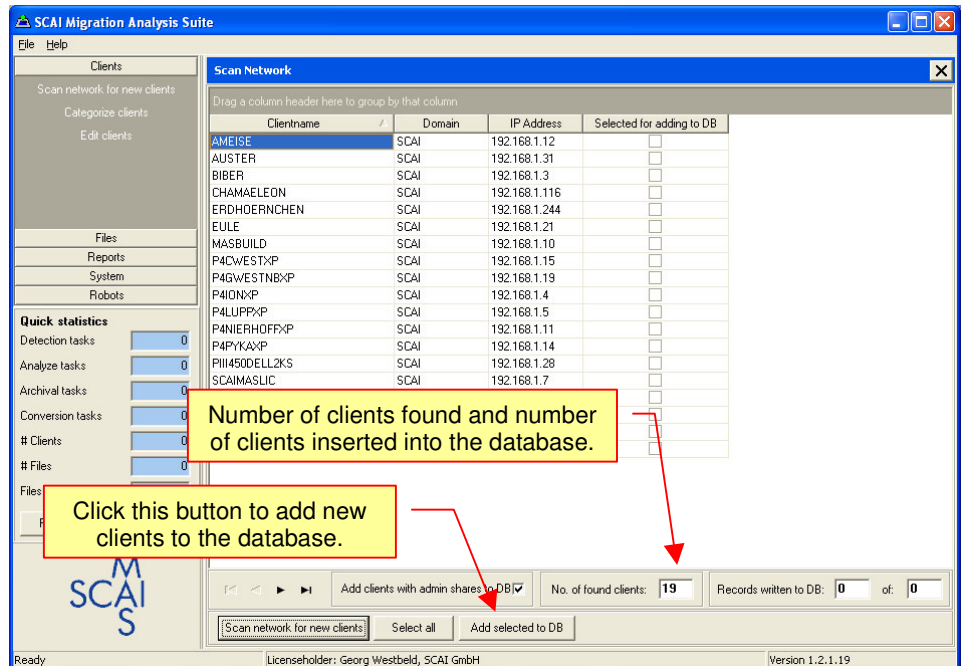 SCAI Migration Analysis Suite
File Help
Clients
Scan network for new clients
Categorize clients
Edit clients
Files
Reports
System
Robots
Quick statistics
Detection tasks 0
Analyze tasks 0
Archival tasks 0
Conversion tasks 0
# Clients 0
# Files 0
Files
SCAI
MAS
Scan Network
Drag a column header here to group by that column
Clientname Domain IP Address Selected for adding to DB
AMEISE SCAI 192.168.1.12
AUSTER SCAI 192.168.1.31
BIBER SCAI 192.168.1.3
CHAMAELEON SCAI 192.168.1.116
ERDHOERNCHEN SCAI 192.168.1.244
EULE SCAI 192.168.1.21
MASBUILD SCAI 192.168.1.10
P4CWESTXP SCAI 192.168.1.15
P4GWESTNBXP SCAI 192.168.1.19
P4IONXP SCAI 192.168.1.4
P4LUPPXP SCAI 192.168.1.5
P4NIERHOFFXP SCAI 192.168.1.11
P4PYKAXP SCAI 192.168.1.14
PIII450DELL2KS SCAI 192.168.1.28
SCAIMASLIC SCAI 192.168.1.7
Number of clients found and number
of clients inserted into the database.
Click this button to add new
clients to the database.
Add clients with admin shares to DB No. of found clients: 19 Records written to DB: 0 of: 0
Scan network for new clients Select all Add selected to DB
Ready Licenseholder: Georg Westbeld, SCAI GmbH Version 1.2.1.19